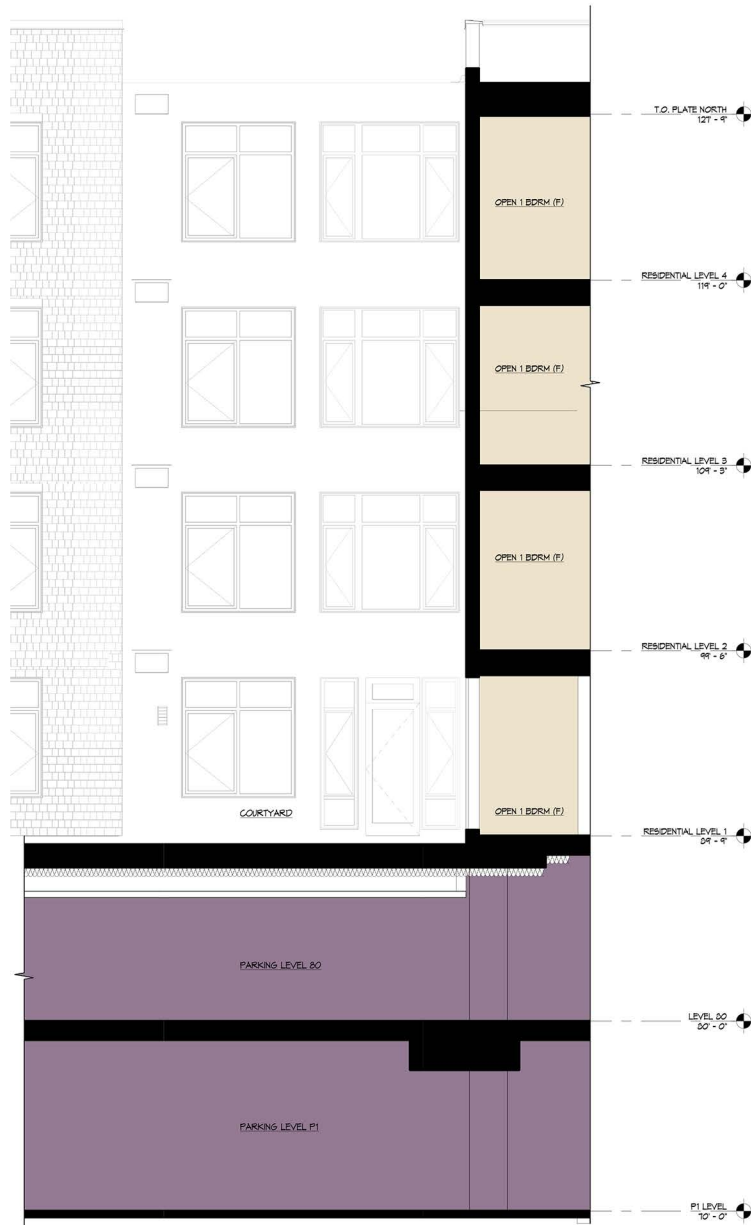 T.O. PLATE NORTH
127' - 9"
OPEN 1 BDRM (F)
RESIDENTIAL LEVEL 4
119' - 0"
OPEN 1 BDRM (F)
RESIDENTIAL LEVEL 3
109' - 3"
OPEN 1 BDRM (F)
RESIDENTIAL LEVEL 2
99' - 6"
COURTYARD
OPEN 1 BDRM (F)
RESIDENTIAL LEVEL 1
89' - 9"
PARKING LEVEL 80
LEVEL 80
80' - 0"
PARKING LEVEL P1
P1 LEVEL
70' - 0"